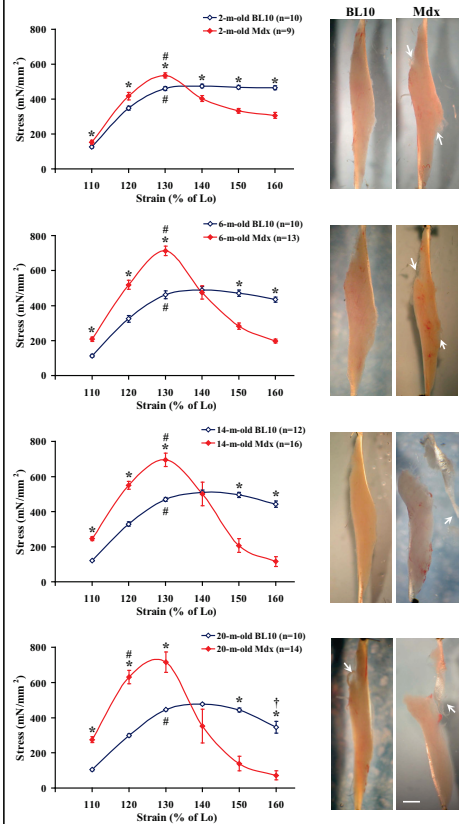 BL10 Mdx
2-m-old BL10 (n=10)
2-m-old Mdx (n=9)
Stress (mN/mm²)
800
600
400
200
0
* * # * # * * *
110 120 130 140 150 160
Strain (% of Lo)
6-m-old BL10 (n=10)
6-m-old Mdx (n=13)
Stress (mN/mm²)
800
600
400
200
0
* * # * # * *
110 120 130 140 150 160
Strain (% of Lo)
14-m-old BL10 (n=12)
14-m-old Mdx (n=16)
Stress (mN/mm²)
800
600
400
200
0
* * # * # * *
110 120 130 140 150 160
Strain (% of Lo)
20-m-old BL10 (n=10)
20-m-old Mdx (n=14)
Stress (mN/mm²)
800
600
400
200
0
* # * * # * † *
110 120 130 140 150 160
Strain (% of Lo)